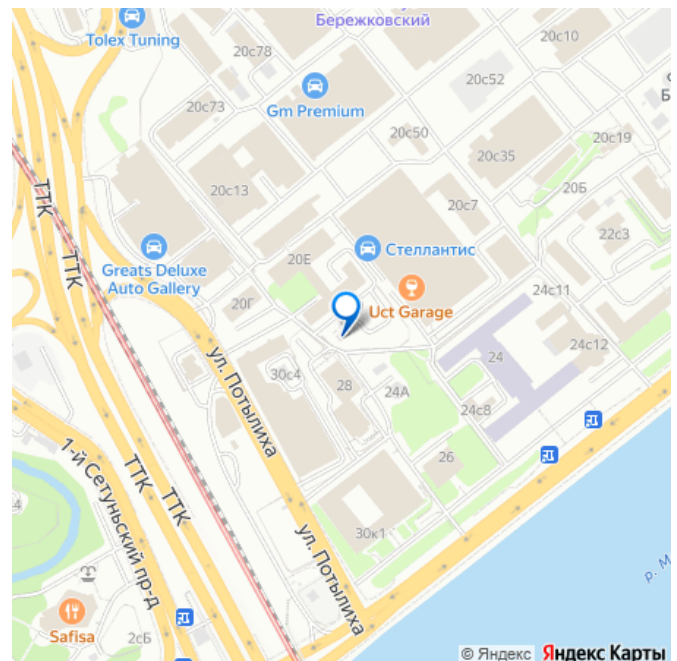 Бережковский
Tolex Tuning
20с78
20с10
20с52
Gm Premium
20с73
20с50
20с19
20с35
Б
20с13
20Б
ТТК
20с7
22с3
20Е
Стеллантис
Greats Deluxe
Auto Gallery
24с11
20Г
Uct Garage
ТТК
24
24с12
ул. Потылиха
30с4
28
24А
24с8
1-й Сетуньский пр-д
26
ТТК
ТТК
4
30к1
ул. Потылиха
р. М
Safisa
2сБ
© Яндекс Яндекс Карты